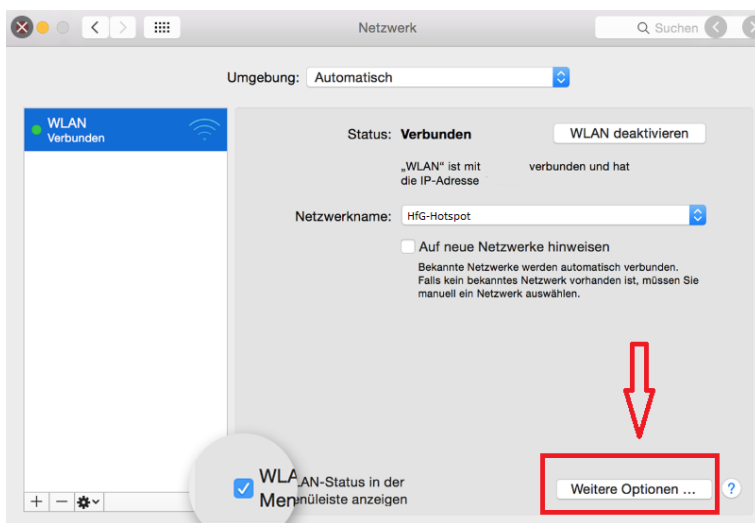 Netzwerk
Suchen
Umgebung: Automatisch
WLAN
Verbunden
Status: Verbunden
WLAN deaktivieren
„WLAN“ ist mit verbunden und hat
die IP-Adresse
Netzwerkname: HfG-Hotspot
Auf neue Netzwerke hinweisen
Bekannte Netzwerke werden automatisch verbunden.
Falls kein bekanntes Netzwerk vorhanden ist, müssen Sie
manuell ein Netzwerk auswählen.
WLAN-Status in der
Menüleiste anzeigen
Weitere Optionen ...
?